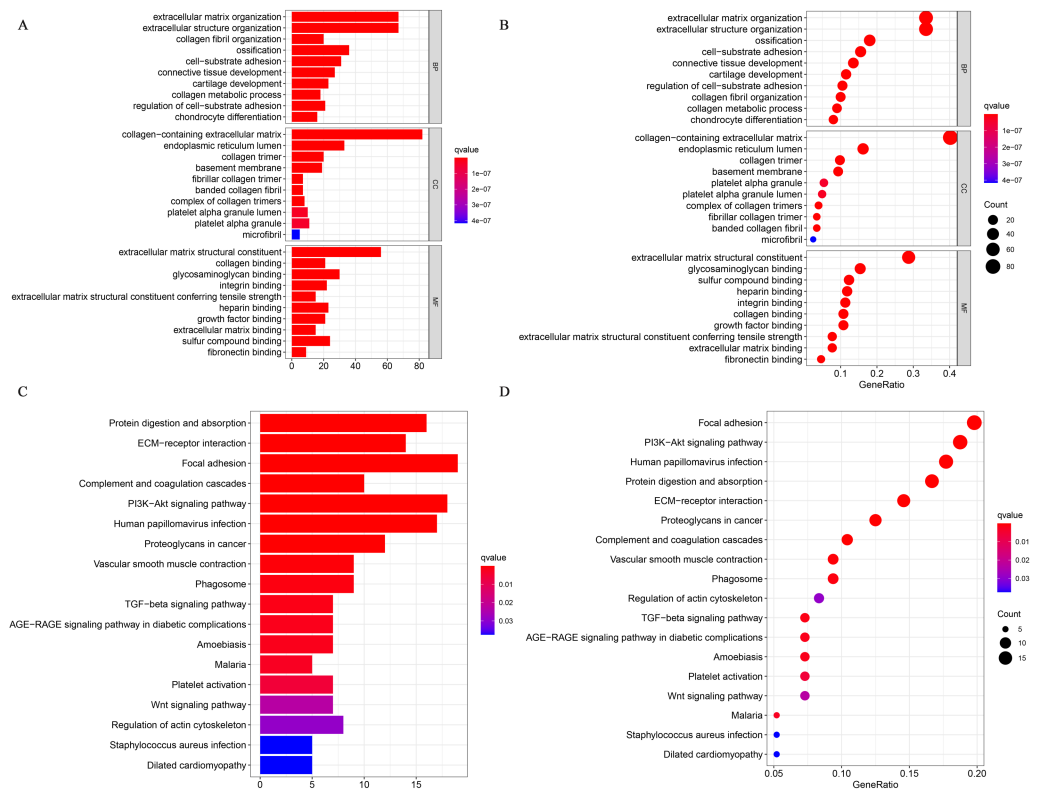 A
extracellular matrix organization
extracellular structure organization
collagen fibril organization
ossification
cell−substrate adhesion
connective tissue development
cartilage development
collagen metabolic process
regulation of cell−substrate adhesion
chondrocyte differentiation
BP
collagen−containing extracellular matrix
endoplasmic reticulum lumen
collagen trimer
basement membrane
fibrillar collagen trimer
banded collagen fibril
complex of collagen trimers
platelet alpha granule lumen
platelet alpha granule
microfibril
CC
extracellular matrix structural constituent
collagen binding
glycosaminoglycan binding
integrin binding
extracellular matrix structural constituent conferring tensile strength
heparin binding
growth factor binding
extracellular matrix binding
sulfur compound binding
fibronectin binding
MF
0 20 40 60 80
qvalue
1e−07
2e−07
3e−07
4e−07
B
extracellular matrix organization
extracellular structure organization
ossification
cell−substrate adhesion
connective tissue development
cartilage development
regulation of cell−substrate adhesion
collagen fibril organization
collagen metabolic process
chondrocyte differentiation
BP
collagen−containing extracellular matrix
endoplasmic reticulum lumen
collagen trimer
basement membrane
platelet alpha granule
platelet alpha granule lumen
complex of collagen trimers
fibrillar collagen trimer
banded collagen fibril
microfibril
CC
extracellular matrix structural constituent
glycosaminoglycan binding
sulfur compound binding
heparin binding
integrin binding
collagen binding
growth factor binding
extracellular matrix structural constituent conferring tensile strength
extracellular matrix binding
fibronectin binding
MF
0.1 0.2 0.3 0.4
GeneRatio
qvalue
1e−07
2e−07
3e−07
4e−07
Count
20
40
60
80
C
Protein digestion and absorption
ECM−receptor interaction
Focal adhesion
Complement and coagulation cascades
PI3K−Akt signaling pathway
Human papillomavirus infection
Proteoglycans in cancer
Vascular smooth muscle contraction
Phagosome
TGF−beta signaling pathway
AGE−RAGE signaling pathway in diabetic complications
Amoebiasis
Malaria
Platelet activation
Wnt signaling pathway
Regulation of actin cytoskeleton
Staphylococcus aureus infection
Dilated cardiomyopathy
0 5 10 15
qvalue
0.01
0.02
0.03
D
Focal adhesion
PI3K−Akt signaling pathway
Human papillomavirus infection
Protein digestion and absorption
ECM−receptor interaction
Proteoglycans in cancer
Complement and coagulation cascades
Vascular smooth muscle contraction
Phagosome
Regulation of actin cytoskeleton
TGF−beta signaling pathway
AGE−RAGE signaling pathway in diabetic complications
Amoebiasis
Platelet activation
Wnt signaling pathway
Malaria
Staphylococcus aureus infection
Dilated cardiomyopathy
0.05 0.10 0.15 0.20
GeneRatio
qvalue
0.01
0.02
0.03
Count
5
10
15